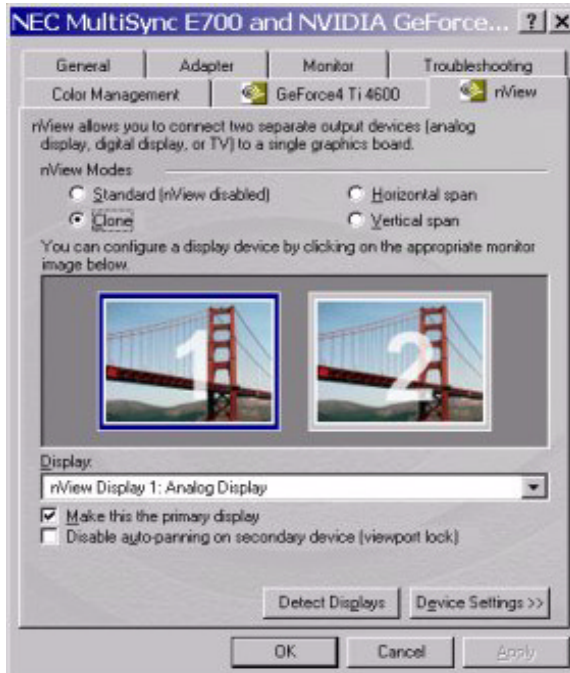 NEC MultiSync E700 and NVIDIA GeForce...
General Adapter Monitor Troubleshooting
Color Management GeForce4 Ti 4600 nView
nView allows you to connect two separate output devices (analog
display, digital display, or TV) to a single graphics board.
nView Modes
Standard (nView disabled) Horizontal span
Clone Vertical span
You can configure a display device by clicking on the appropriate monitor
image below.
1 2
Display:
nView Display 1: Analog Display
Make this the primary display
Disable auto-panning on secondary device (viewport lock)
Detect Displays Device Settings >>
OK Cancel Apply